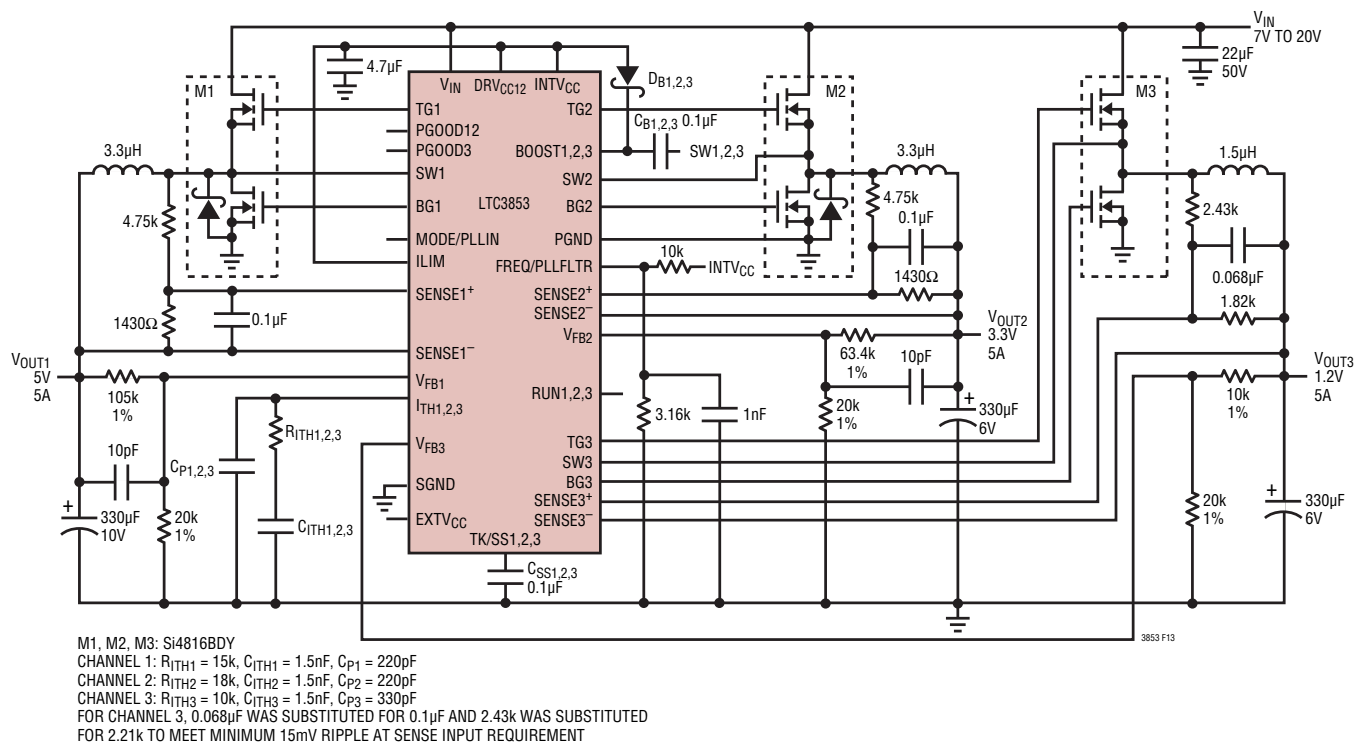 VIN
7V TO 20V
22µF
50V
4.7µF
M1
VIN
DRVCC12
INTVCC
DB1,2,3
M2
M3
TG1
TG2
PGOOD12
CB1,2,3 0.1µF
PGOOD3
BOOST1,2,3
SW1,2,3
3.3µH
3.3µH
1.5µH
SW1
SW2
4.75k
LTC3853
4.75k
2.43k
BG1
BG2
0.1µF
MODE/PLLIN
PGND
ILIM
FREQ/PLLFLTR
10k
INTVCC
0.068µF
SENSE1+
SENSE2+
1430Ω
1430Ω
0.1µF
SENSE2–
1.82k
SENSE1–
VFB2
VOUT2
3.3V
5A
VOUT1
5V
5A
63.4k
1%
10pF
VOUT3
1.2V
5A
105k
1%
VFB1
ITH1,2,3
RUN1,2,3
10k
1%
RITH1,2,3
3.16k
1nF
20k
1%
330µF
6V
+
VFB3
TG3
10pF
CP1,2,3
SW3
SGND
BG3
SENSE3+
+
330µF
10V
20k
1%
CITH1,2,3
EXTVCC
SENSE3–
20k
1%
+
330µF
6V
TK/SS1,2,3
CSS1,2,3
0.1µF
3853 F13
M1, M2, M3: Si4816BDY
CHANNEL 1: RITH1 = 15k, CITH1 = 1.5nF, CP1 = 220pF
CHANNEL 2: RITH2 = 18k, CITH2 = 1.5nF, CP2 = 220pF
CHANNEL 3: RITH3 = 10k, CITH3 = 1.5nF, CP3 = 330pF
FOR CHANNEL 3, 0.068µF WAS SUBSTITUTED FOR 0.1µF AND 2.43k WAS SUBSTITUTED
FOR 2.21k TO MEET MINIMUM 15mV RIPPLE AT SENSE INPUT REQUIREMENT